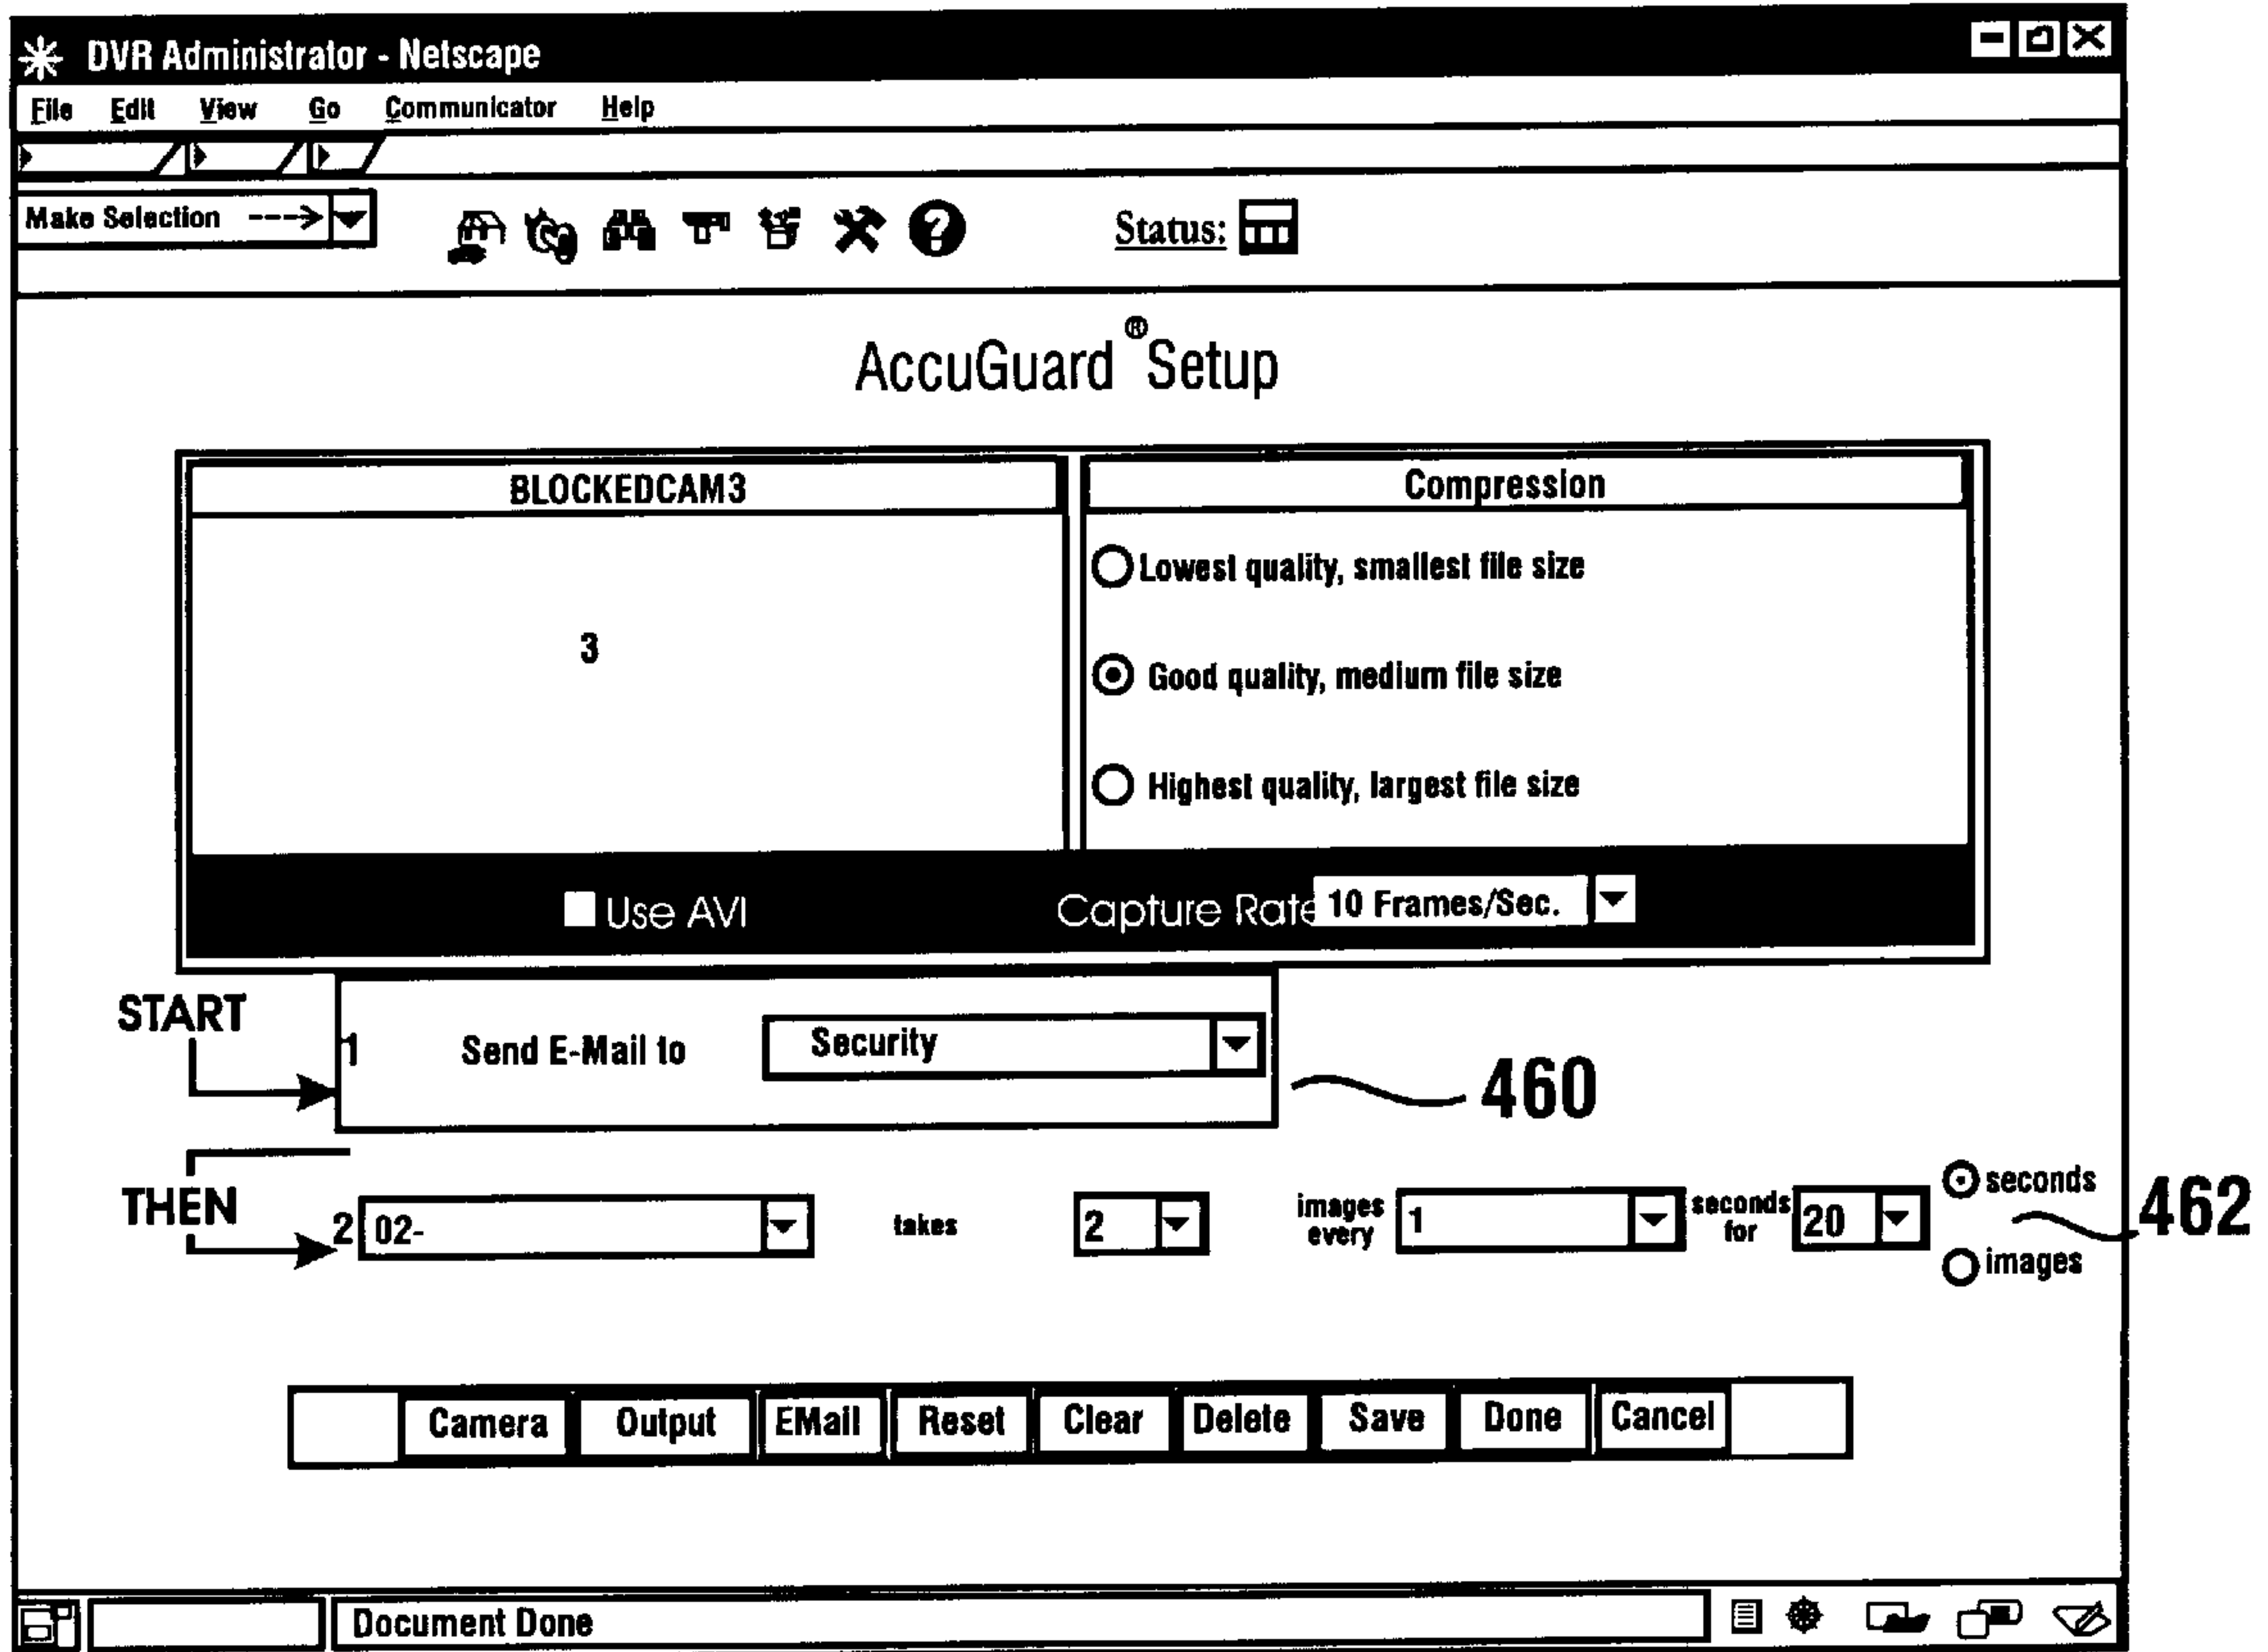 DVR Administrator - Netscape
File Edit View Go Communicator Help
Make Selection ---->
Status:
AccuGuard® Setup
BLOCKEDCAM3
Compression
3
Lowest quality, smallest file size
Good quality, medium file size
Highest quality, largest file size
Use AVI
Capture Rate 10 Frames/Sec.
START
1 Send E-Mail to Security
460
THEN
2 02- takes 2 images every 1 seconds for 20 seconds
images
462
Camera Output EMail Reset Clear Delete Save Done Cancel
Document Done